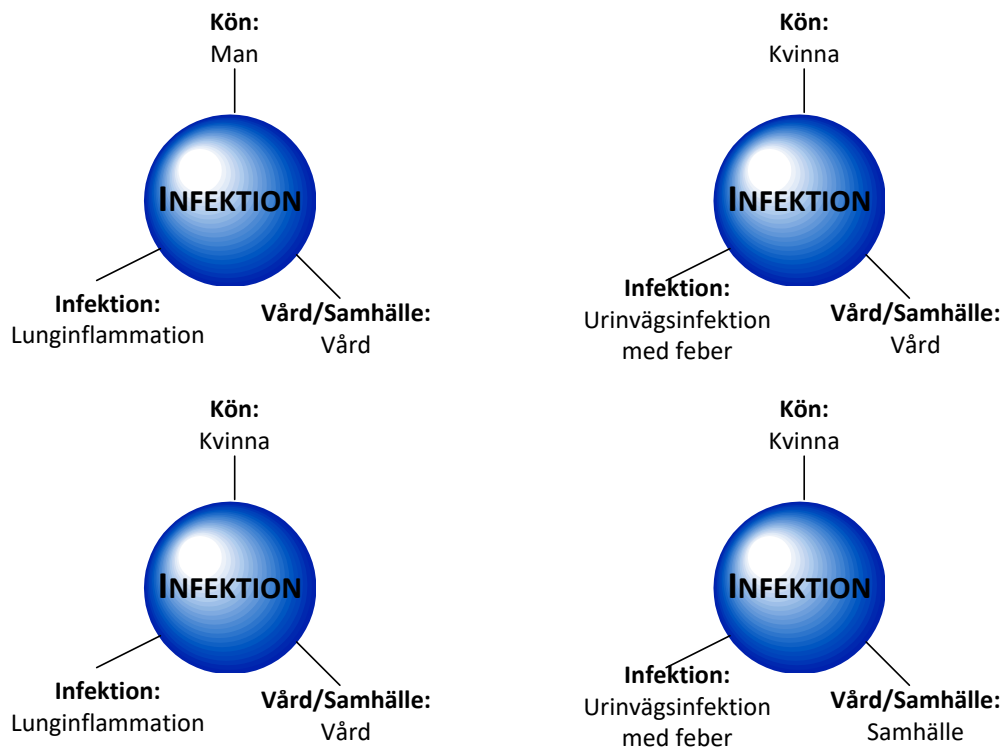 Kön:
Man
INFEKTION
Infektion:
Lunginflammation
Vård/Samhälle:
Vård
Kön:
Kvinna
INFEKTION
Infektion:
Urinvägsinfektion
med feber
Vård/Samhälle:
Vård
Kön:
Kvinna
INFEKTION
Infektion:
Lunginflammation
Vård/Samhälle:
Vård
Kön:
Kvinna
INFEKTION
Infektion:
Urinvägsinfektion
med feber
Vård/Samhälle:
Samhälle